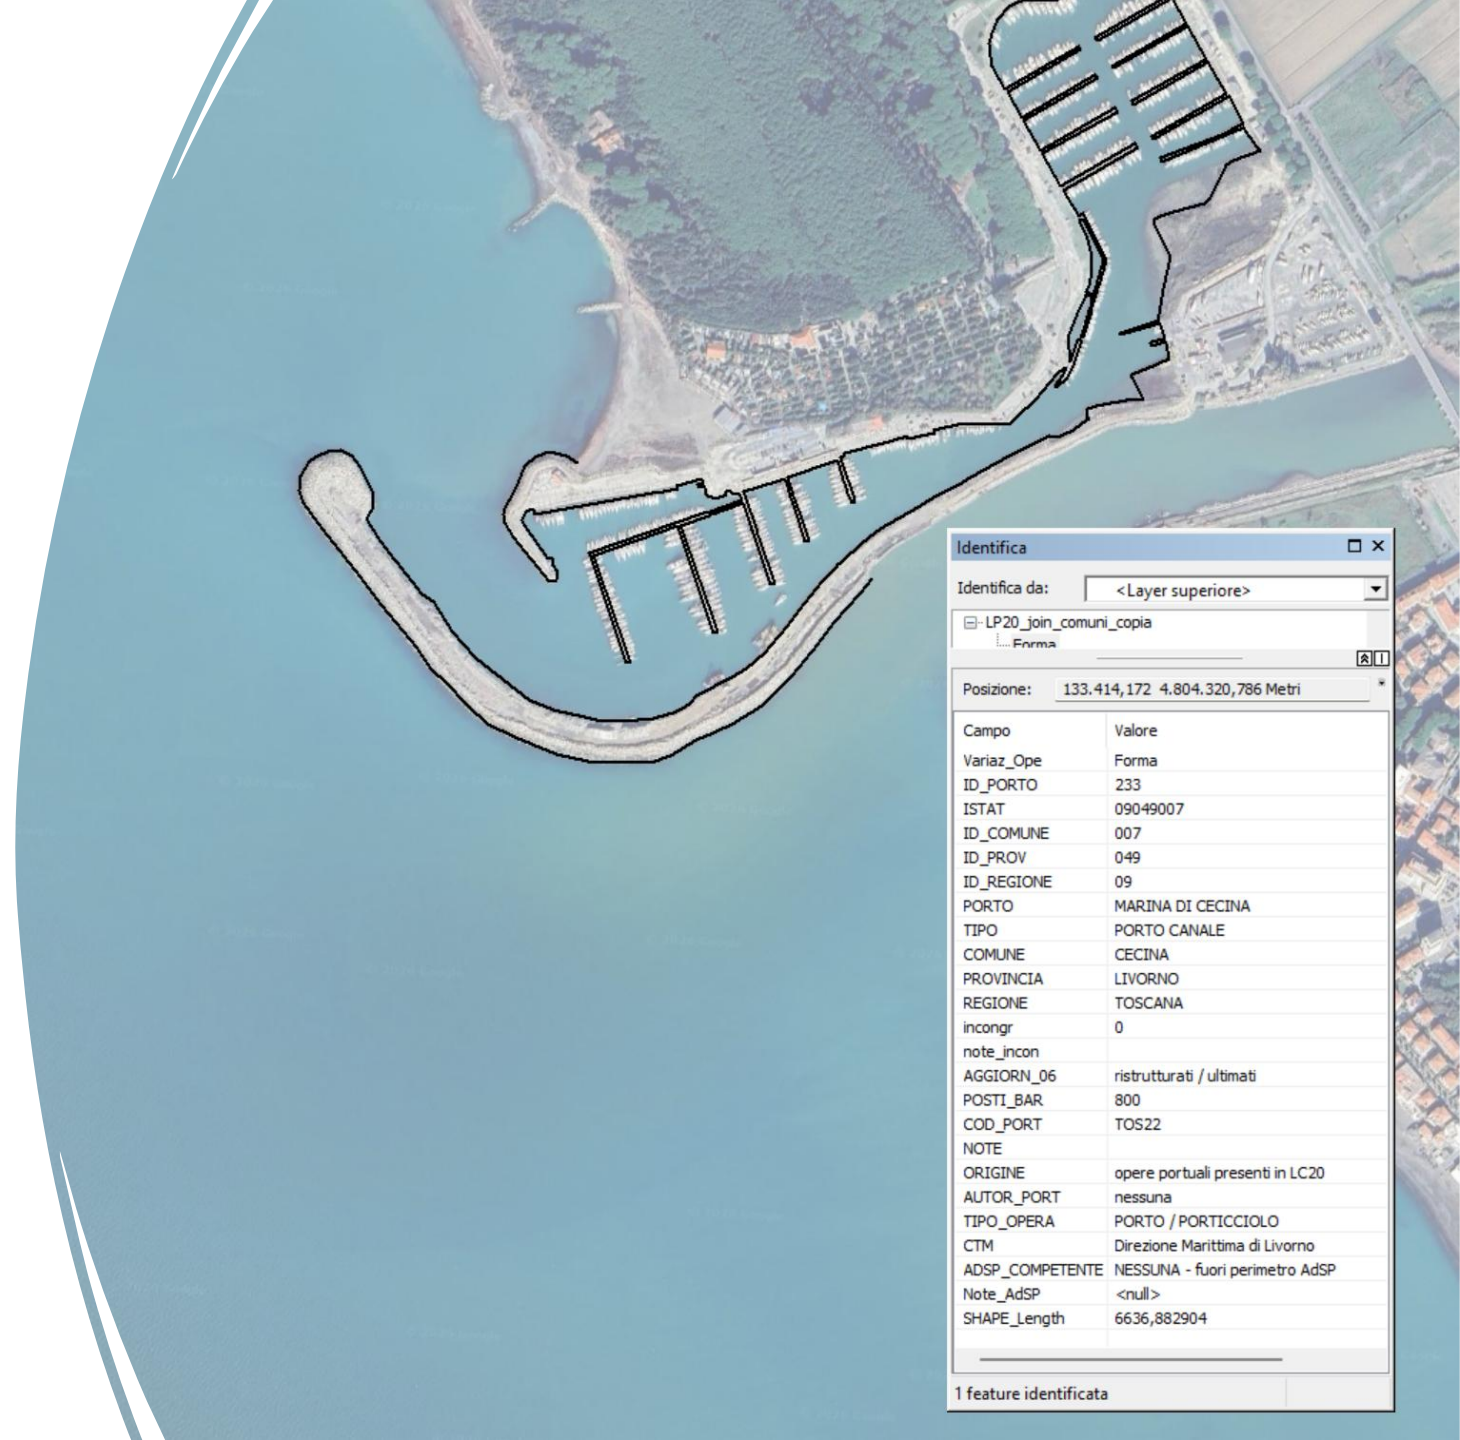 Identifica
Identifica da: <Layer superiore>
LP20_join_comuni_copia
Forma
Posizione: 133.414,172 4.804.320,786 Metri
Campo Valore
Variaz_Ope Forma
ID_PORTO 233
ISTAT 09049007
ID_COMUNE 007
ID_PROV 049
ID_REGIONE 09
PORTO MARINA DI CECINA
TIPO PORTO CANALE
COMUNE CECINA
PROVINCIA LIVORNO
REGIONE TOSCANA
incongr 0
note_incon
AGGIORN_06 ristrutturati / ultimati
POSTI_BAR 800
COD_PORT TOS22
NOTE
ORIGINE opere portuali presenti in LC20
AUTOR_PORT nessuna
TIPO_OPERA PORTO / PORTICCIOLO
CTM Direzione Marittima di Livorno
ADSP_COMPETENTE NESSUNA - fuori perimetro AdSP
Note_AdSP <null>
SHAPE_Length 6636,882904
1 feature identificata